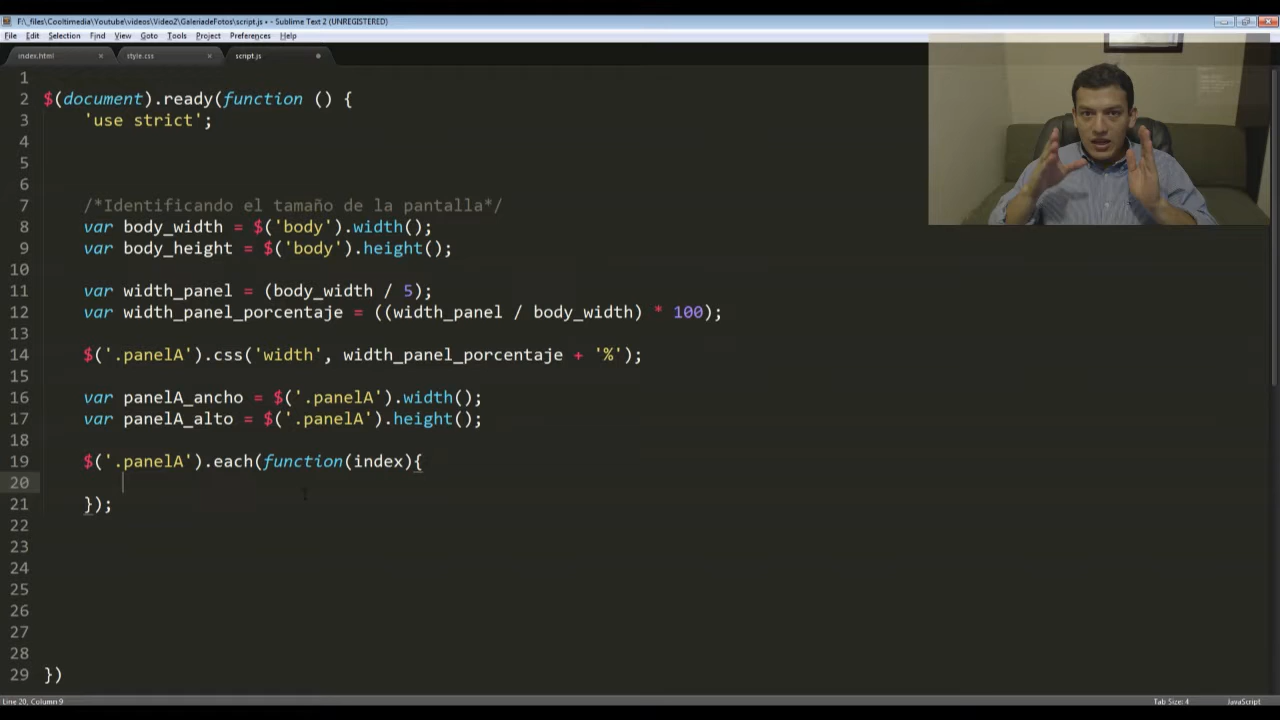 F:\_files\Cooltimedia\Youtube\videos\Video2\GaleriadeFotos\script.js • - Sublime Text 2 (UNREGISTERED)
File Edit Selection Find View Goto Tools Project Preferences Help
index.html × style.css × script.js
1
2 $(document).ready(function () {
3 'use strict';
4
5
6
7 /*Identificando el tamaño de la pantalla*/
8 var body_width = $('body').width();
9 var body_height = $('body').height();
10
11 var width_panel = (body_width / 5);
12 var width_panel_porcentaje = ((width_panel / body_width) * 100);
13
14 $('.panelA').css('width', width_panel_porcentaje + '%');
15
16 var panelA_ancho = $('.panelA').width();
17 var panelA_alto = $('.panelA').height();
18
19 $('.panelA').each(function(index){
20
21 });
22
23
24
25
26
27
28
29 })
Line 20, Column 9 Tab Size: 4 JavaScript